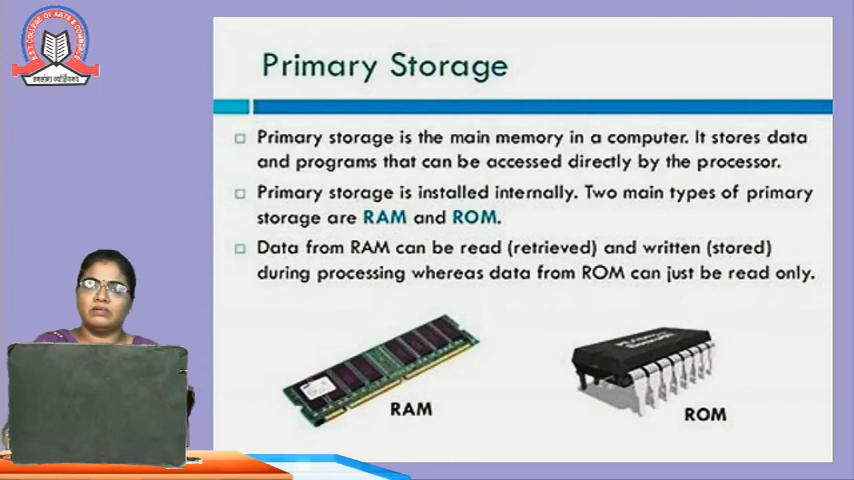 Primary Storage
Primary storage is the main memory in a computer. It stores data
and programs that can be accessed directly by the processor.
Primary storage is installed internally. Two main types of primary
storage are RAM and ROM.
Data from RAM can be read (retrieved) and written (stored)
during processing whereas data from ROM can just be read only.
RAM
ROM